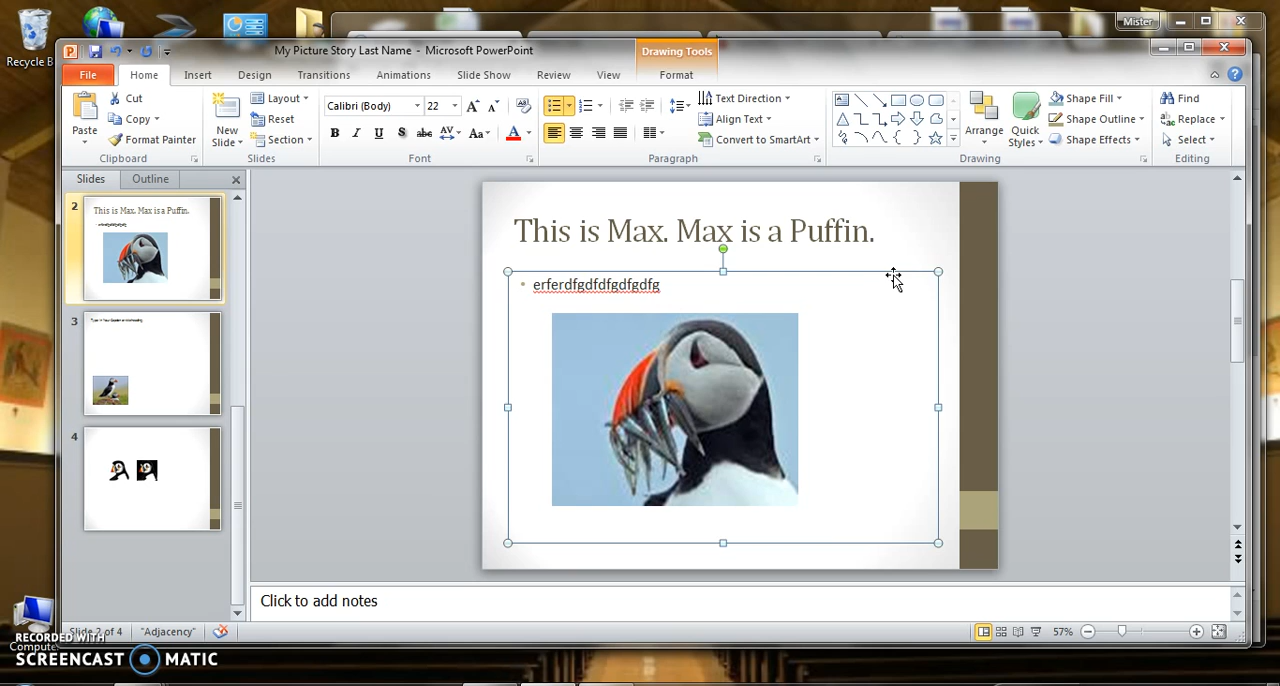 Recycle B
Mister
My Picture Story Last Name - Microsoft PowerPoint
Drawing Tools
File Home Insert Design Transitions Animations Slide Show Review View Format
Paste
Cut
Copy
Format Painter
Clipboard
New
Slide
Layout
Reset
Section
Slides
Calibri (Body) 22
B I U S abc AV Aa A
Font
Text Direction
Align Text
Convert to SmartArt
Paragraph
Arrange
Quick
Styles
Shape Fill
Shape Outline
Shape Effects
Drawing
Find
Replace
Select
Editing
Slides Outline
2
This is Max. Max is a Puffin.
3
4
This is Max. Max is a Puffin.
• erferdfgdfdfgdfgdfg
Click to add notes
Slide 2 of 4 "Adjacency" 57%
Compute
RECORDED WITH
SCREENCAST MATIC